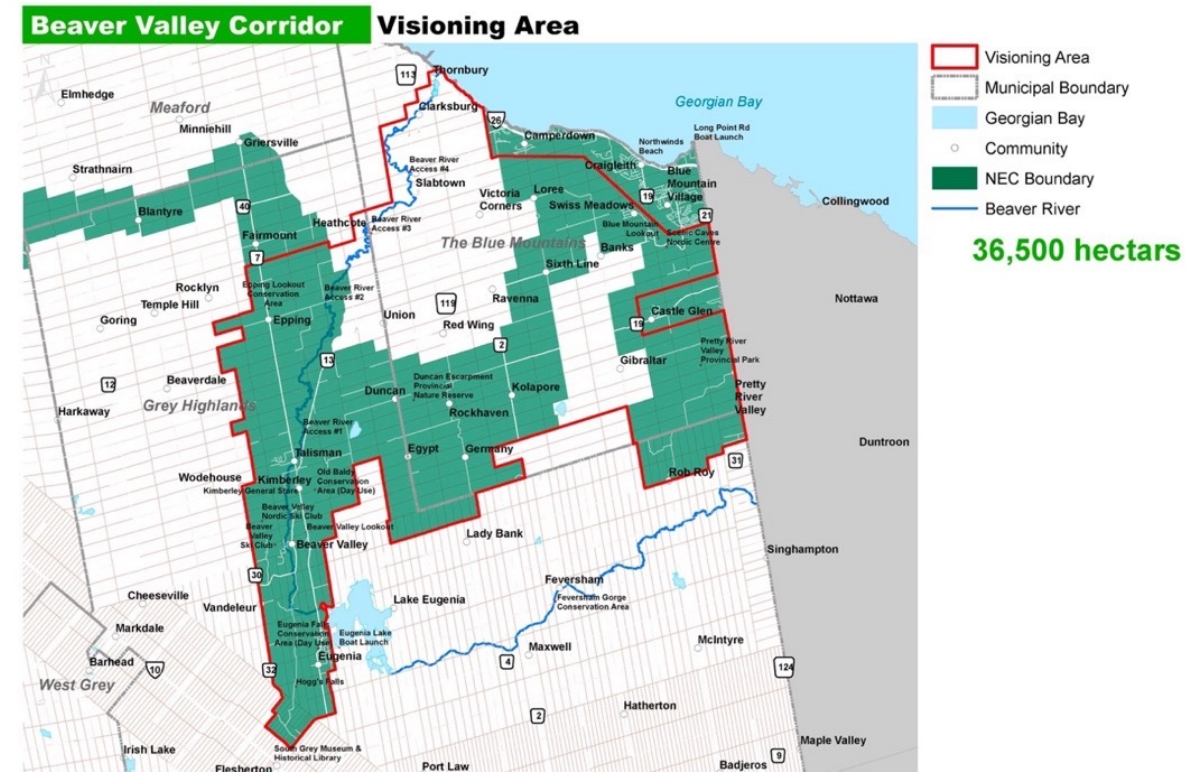 Beaver Valley Corridor Visioning Area
Visioning Area
Municipal Boundary
Georgian Bay
Community
NEC Boundary
Beaver River
36,500 hectars
Thornbury
113
Elmhedge
Meaford
Clarksburg
Georgian Bay
26
Minniehill
Griersville
Camperdown
Northwinds
Beach
Long Point Rd
Boat Launch
Strathnairn
Beaver River
Access #4
Slabtown
Craigleith
Blue
Mountain
Village
Victoria
Corners
Loree
19
Swiss Meadows
Collingwood
Blantyre
40
Heathcote
Beaver River
Access #3
21
Fairmount
Blue Mountain
Lookout
Scenic Caves
Nordic Centre
The Blue Mountains
Banks
7
Sixth Line
Rocklyn
Epping Lookout
Conservation
Area
Beaver River
Access #2
Ravenna
Nottawa
Temple Hill
119
Goring
Epping
Union
Red Wing
19
Castle Glen
2
Pretty River
Valley
Provincial Park
13
Gibraltar
12
Beaverdale
Duncan
Duncan Escarpment
Provincial
Nature Reserve
Kolapore
Pretty
River
Valley
Harkaway
Grey Highlands
Rockhaven
Beaver River
Access #1
Duntroon
Talisman
Egypt
Germany
31
Wodehouse
Kimberley
Old Baldy
Conservation
Area (Day Use)
Rob Roy
Kimberley General Store
Beaver Valley
Nordic Ski Club
Beaver
Valley
Ski Club
Beaver Valley Lookout
Lady Bank
Beaver Valley
Singhampton
30
Feversham
Cheeseville
Vandeleur
Lake Eugenia
Feversham Gorge
Conservation Area
Markdale
Eugenia Falls
Conservation
Area (Day Use)
Eugenia Lake
Boat Launch
Maxwell
McIntyre
Barhead
10
32
Eugenia
4
124
West Grey
Hogg's Falls
2
Hatherton
Irish Lake
South Grey Museum &
Historical Library
Maple Valley
Flesherton
Port Law
9
Badjeros